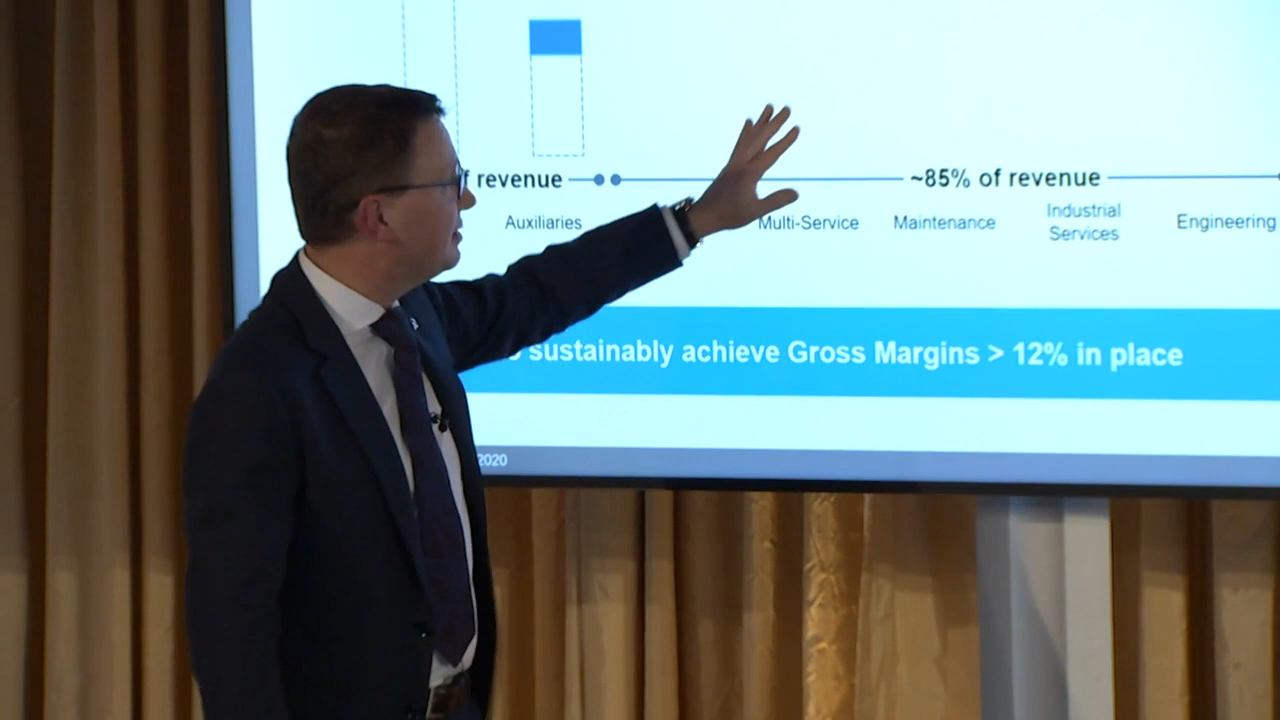 revenue ~85% of revenue
Auxiliaries Multi-Service Maintenance Industrial Services Engineering
sustainably achieve Gross Margins > 12% in place
2020